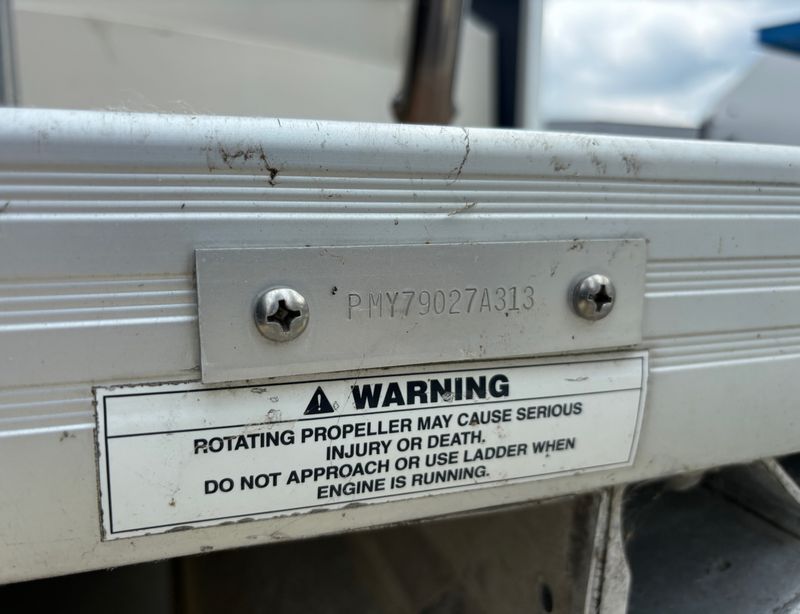 PMY79027A313
WARNING
ROTATING PROPELLER MAY CAUSE SERIOUS
INJURY OR DEATH.
DO NOT APPROACH OR USE LADDER WHEN
ENGINE IS RUNNING.